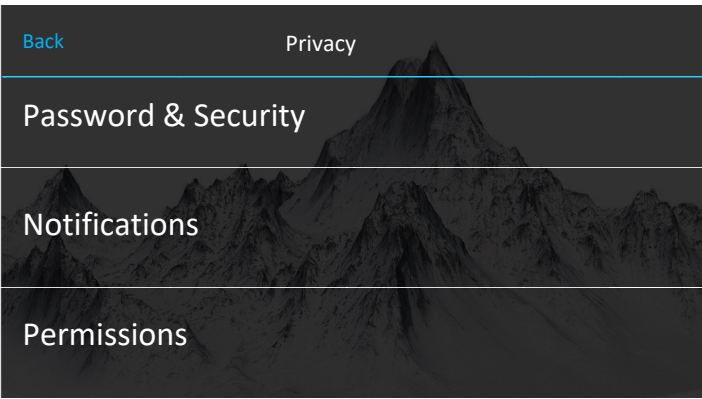 Back
Privacy
Password & Security
Notifications
Permissions